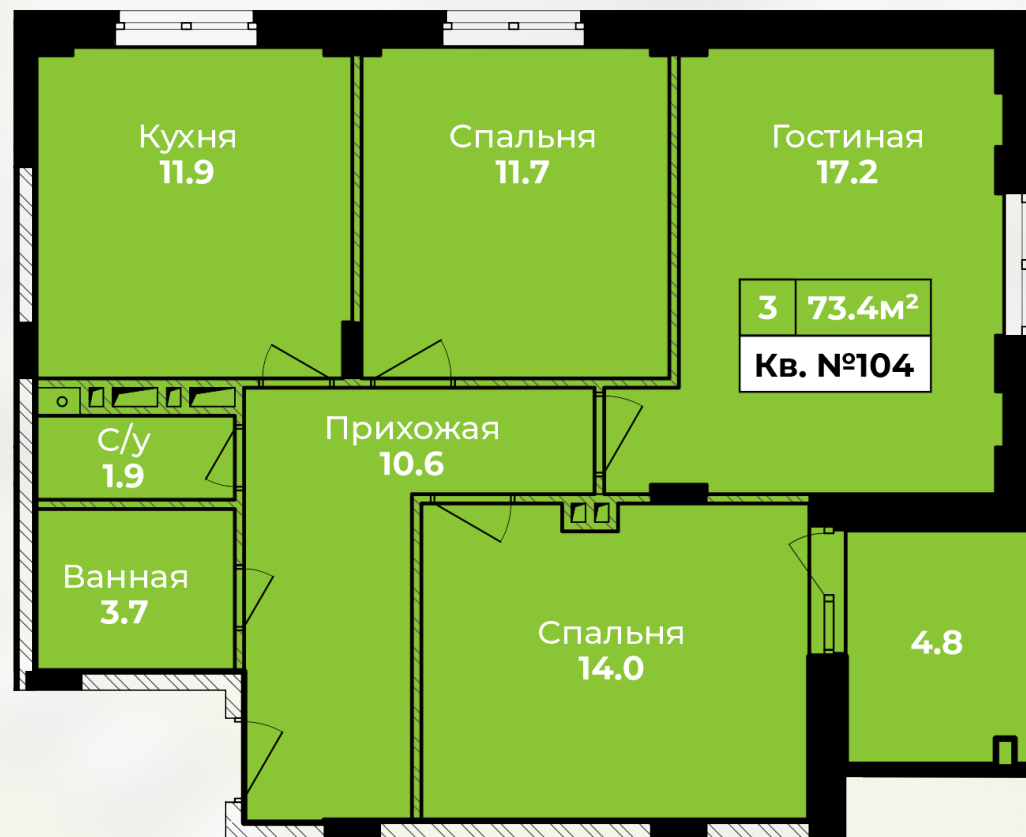 Кухня
11.9
Спальня
11.7
Гостиная
17.2
3 73.4м²
Кв. №104
С/у
1.9
Прихожая
10.6
Ванная
3.7
Спальня
14.0
4.8